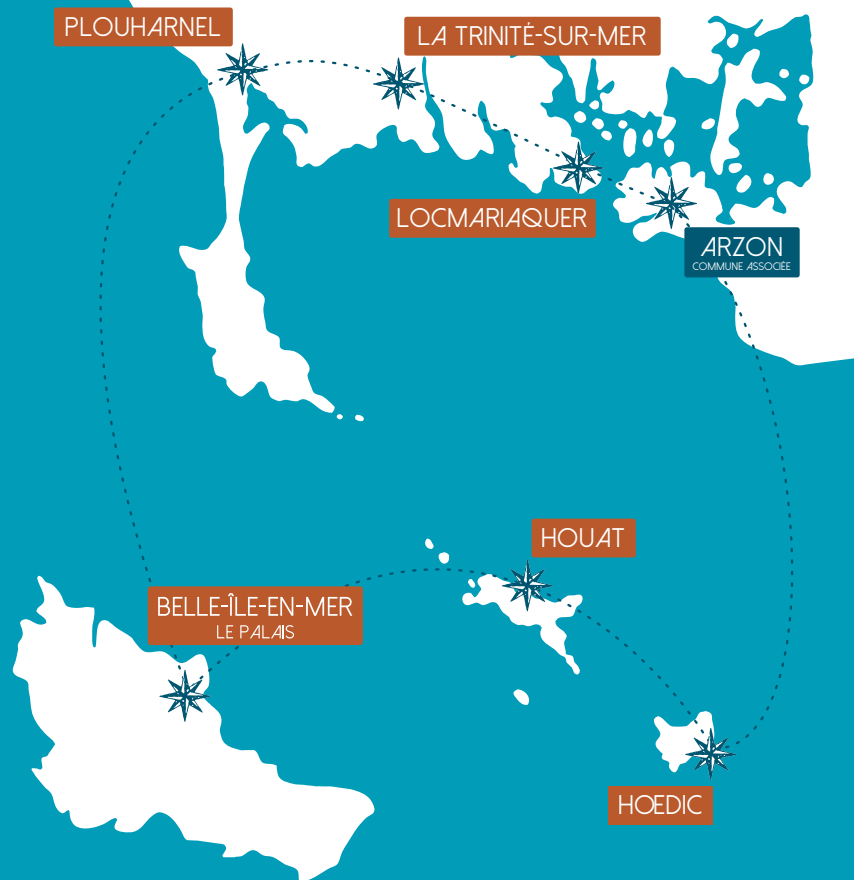 PLOUHARNEL
LA TRINITÉ-SUR-MER
LOCMARIAQUER
ARZON
COMMUNE ASSOCIÉE
HOUAT
BELLE-ÎLE-EN-MER
LE PALAIS
HOEDIC